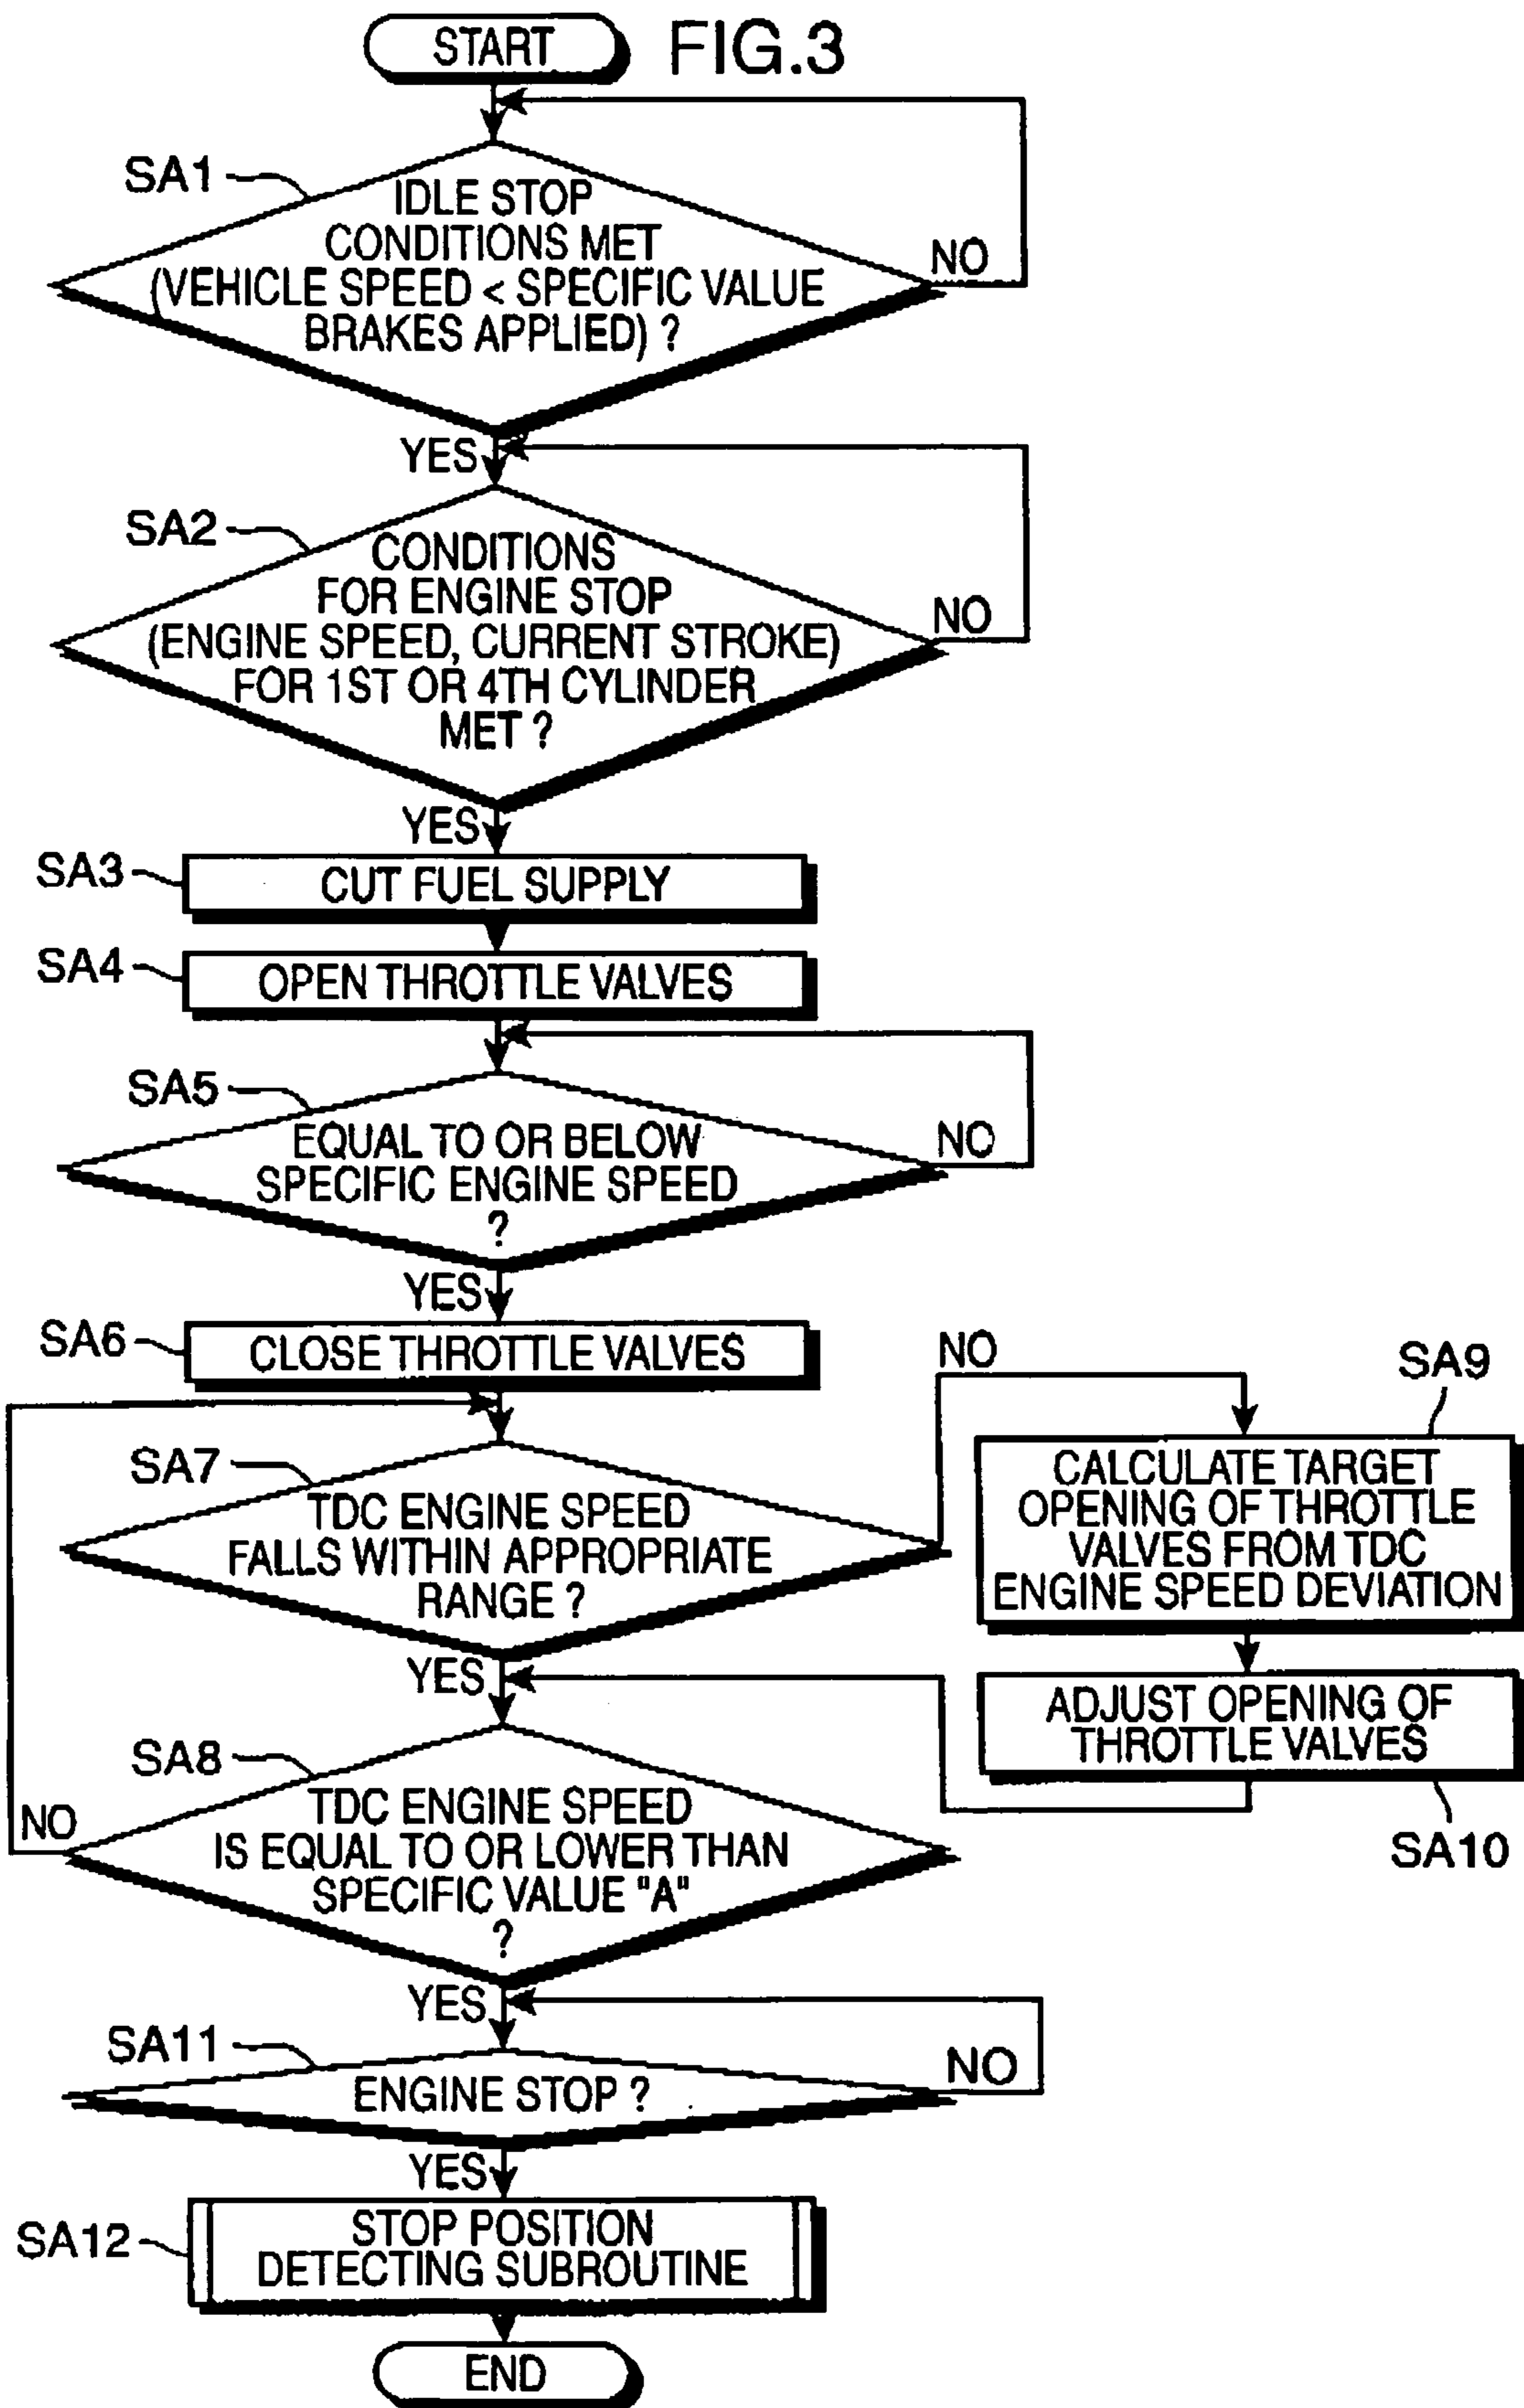 START
FIG.3
SA1
IDLE STOP
CONDITIONS MET
(VEHICLE SPEED < SPECIFIC VALUE
BRAKES APPLIED) ?
NO
YES
SA2
CONDITIONS
FOR ENGINE STOP
(ENGINE SPEED, CURRENT STROKE)
FOR 1ST OR 4TH CYLINDER
MET ?
NO
YES
SA3
CUT FUEL SUPPLY
SA4
OPEN THROTTLE VALVES
SA5
EQUAL TO OR BELOW
SPECIFIC ENGINE SPEED
?
NO
YES
SA6
CLOSE THROTTLE VALVES
SA7
TDC ENGINE SPEED
FALLS WITHIN APPROPRIATE
RANGE ?
NO
YES
SA9
CALCULATE TARGET
OPENING OF THROTTLE
VALVES FROM TDC
ENGINE SPEED DEVIATION
ADJUST OPENING OF
THROTTLE VALVES
SA10
SA8
TDC ENGINE SPEED
IS EQUAL TO OR LOWER THAN
SPECIFIC VALUE "A"
?
NO
YES
SA11
ENGINE STOP ?
NO
YES
SA12
STOP POSITION
DETECTING SUBROUTINE
END